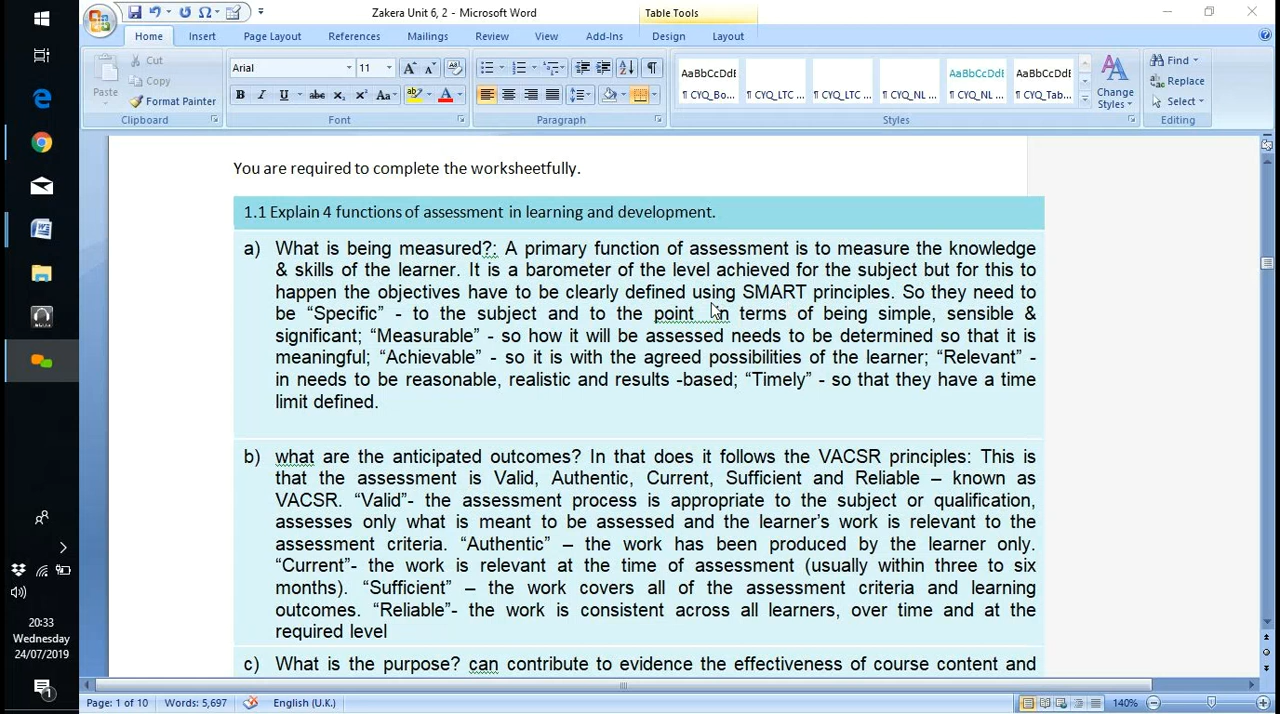 Zakera Unit 6, 2 - Microsoft Word
Table Tools
Home Insert Page Layout References Mailings Review View Add-Ins Design Layout
Paste
Cut
Copy
Format Painter
Clipboard
Arial 11
Font
Paragraph
AaBbCcDdE AaBbCcDdE AaBbCcDdE
¶ CYQ_Bo... ¶ CYQ_LTC ... ¶ CYQ_LTC ... ¶ CYQ_NL ... ¶ CYQ_NL ... ¶ CYQ_Tab...
Change Styles
Styles
Find
Replace
Select
Editing
You are required to complete the worksheetfully.
1.1 Explain 4 functions of assessment in learning and development.
a) What is being measured?: A primary function of assessment is to measure the knowledge
& skills of the learner. It is a barometer of the level achieved for the subject but for this to
happen the objectives have to be clearly defined using SMART principles. So they need to
be “Specific” - to the subject and to the point in terms of being simple, sensible &
significant; “Measurable” - so how it will be assessed needs to be determined so that it is
meaningful; “Achievable” - so it is with the agreed possibilities of the learner; “Relevant” -
in needs to be reasonable, realistic and results -based; “Timely” - so that they have a time
limit defined.
b) what are the anticipated outcomes? In that does it follows the VACSR principles: This is
that the assessment is Valid, Authentic, Current, Sufficient and Reliable – known as
VACSR. “Valid”- the assessment process is appropriate to the subject or qualification,
assesses only what is meant to be assessed and the learner’s work is relevant to the
assessment criteria. “Authentic” – the work has been produced by the learner only.
“Current”- the work is relevant at the time of assessment (usually within three to six
months). “Sufficient” – the work covers all of the assessment criteria and learning
outcomes. “Reliable”- the work is consistent across all learners, over time and at the
required level
c) What is the purpose? can contribute to evidence the effectiveness of course content and
20:33
Wednesday
24/07/2019
1
Page: 1 of 10 Words: 5,697 English (U.K.) 140%